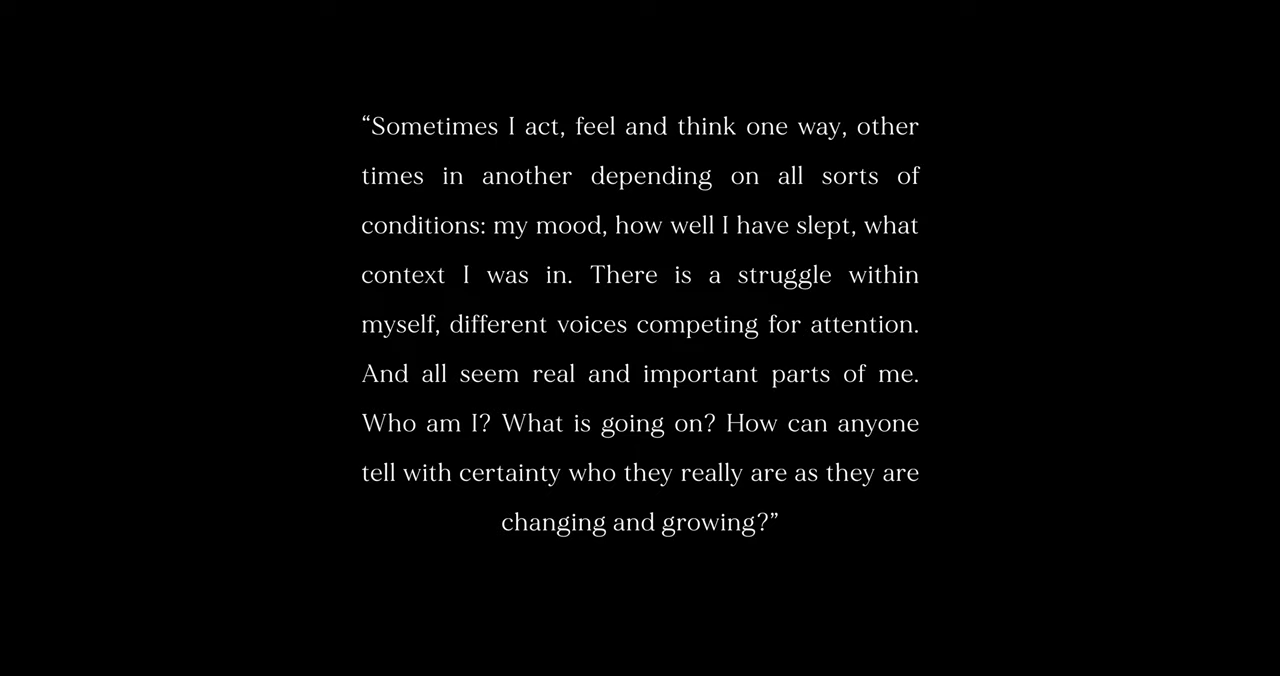 “Sometimes I act, feel and think one way, other
times in another depending on all sorts of
conditions: my mood, how well I have slept, what
context I was in. There is a struggle within
myself, different voices competing for attention.
And all seem real and important parts of me.
Who am I? What is going on? How can anyone
tell with certainty who they really are as they are
changing and growing?”